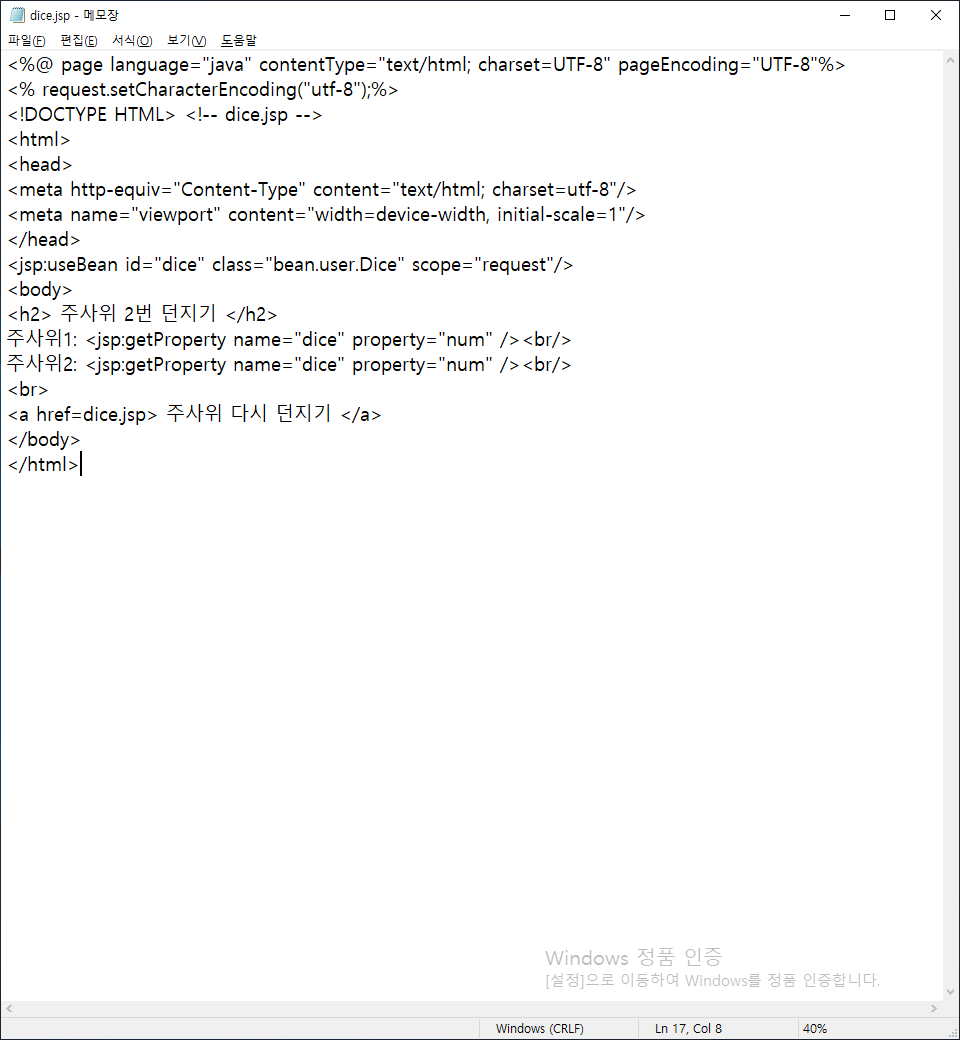 dice.jsp - 메모장
파일(F) 편집(E) 서식(O) 보기(V) 도움말
<%@ page language="java" contentType="text/html; charset=UTF-8" pageEncoding="UTF-8"%>
<% request.setCharacterEncoding("utf-8");%>
<!DOCTYPE HTML> <!-- dice.jsp -->
<html>
<head>
<meta http-equiv="Content-Type" content="text/html; charset=utf-8"/>
<meta name="viewport" content="width=device-width, initial-scale=1"/>
</head>
<jsp:useBean id="dice" class="bean.user.Dice" scope="request"/>
<body>
<h2> 주사위 2번 던지기 </h2>
주사위1: <jsp:getProperty name="dice" property="num" /><br/>
주사위2: <jsp:getProperty name="dice" property="num" /><br/>
<br>
<a href=dice.jsp> 주사위 다시 던지기 </a>
</body>
</html>
Windows 정품 인증
[설정]으로 이동하여 Windows를 정품 인증합니다.
Windows (CRLF) Ln 17, Col 8 40%